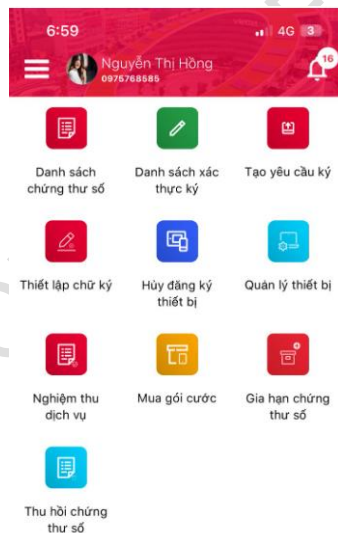 6:59
4G 3
Nguyễn Thị Hồng
0975768585
16
Danh sách
chứng thư số
Danh sách xác
thực ký
Tạo yêu cầu ký
Thiết lập chữ ký
Hủy đăng ký
thiết bị
Quản lý thiết bị
Nghiệm thu
dịch vụ
Mua gói cước
Gia hạn chứng
thư số
Thu hồi chứng
thư số